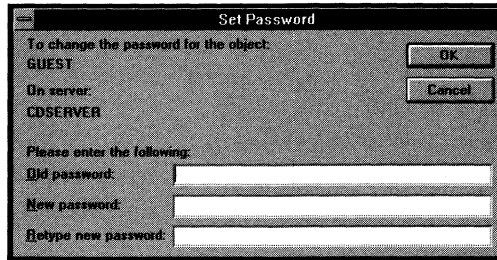 Set Password
To change the password for the object:
GUEST
OK
On server:
Cancel
CDSERVER
Please enter the following:
Old password:
New password:
Retype new password: